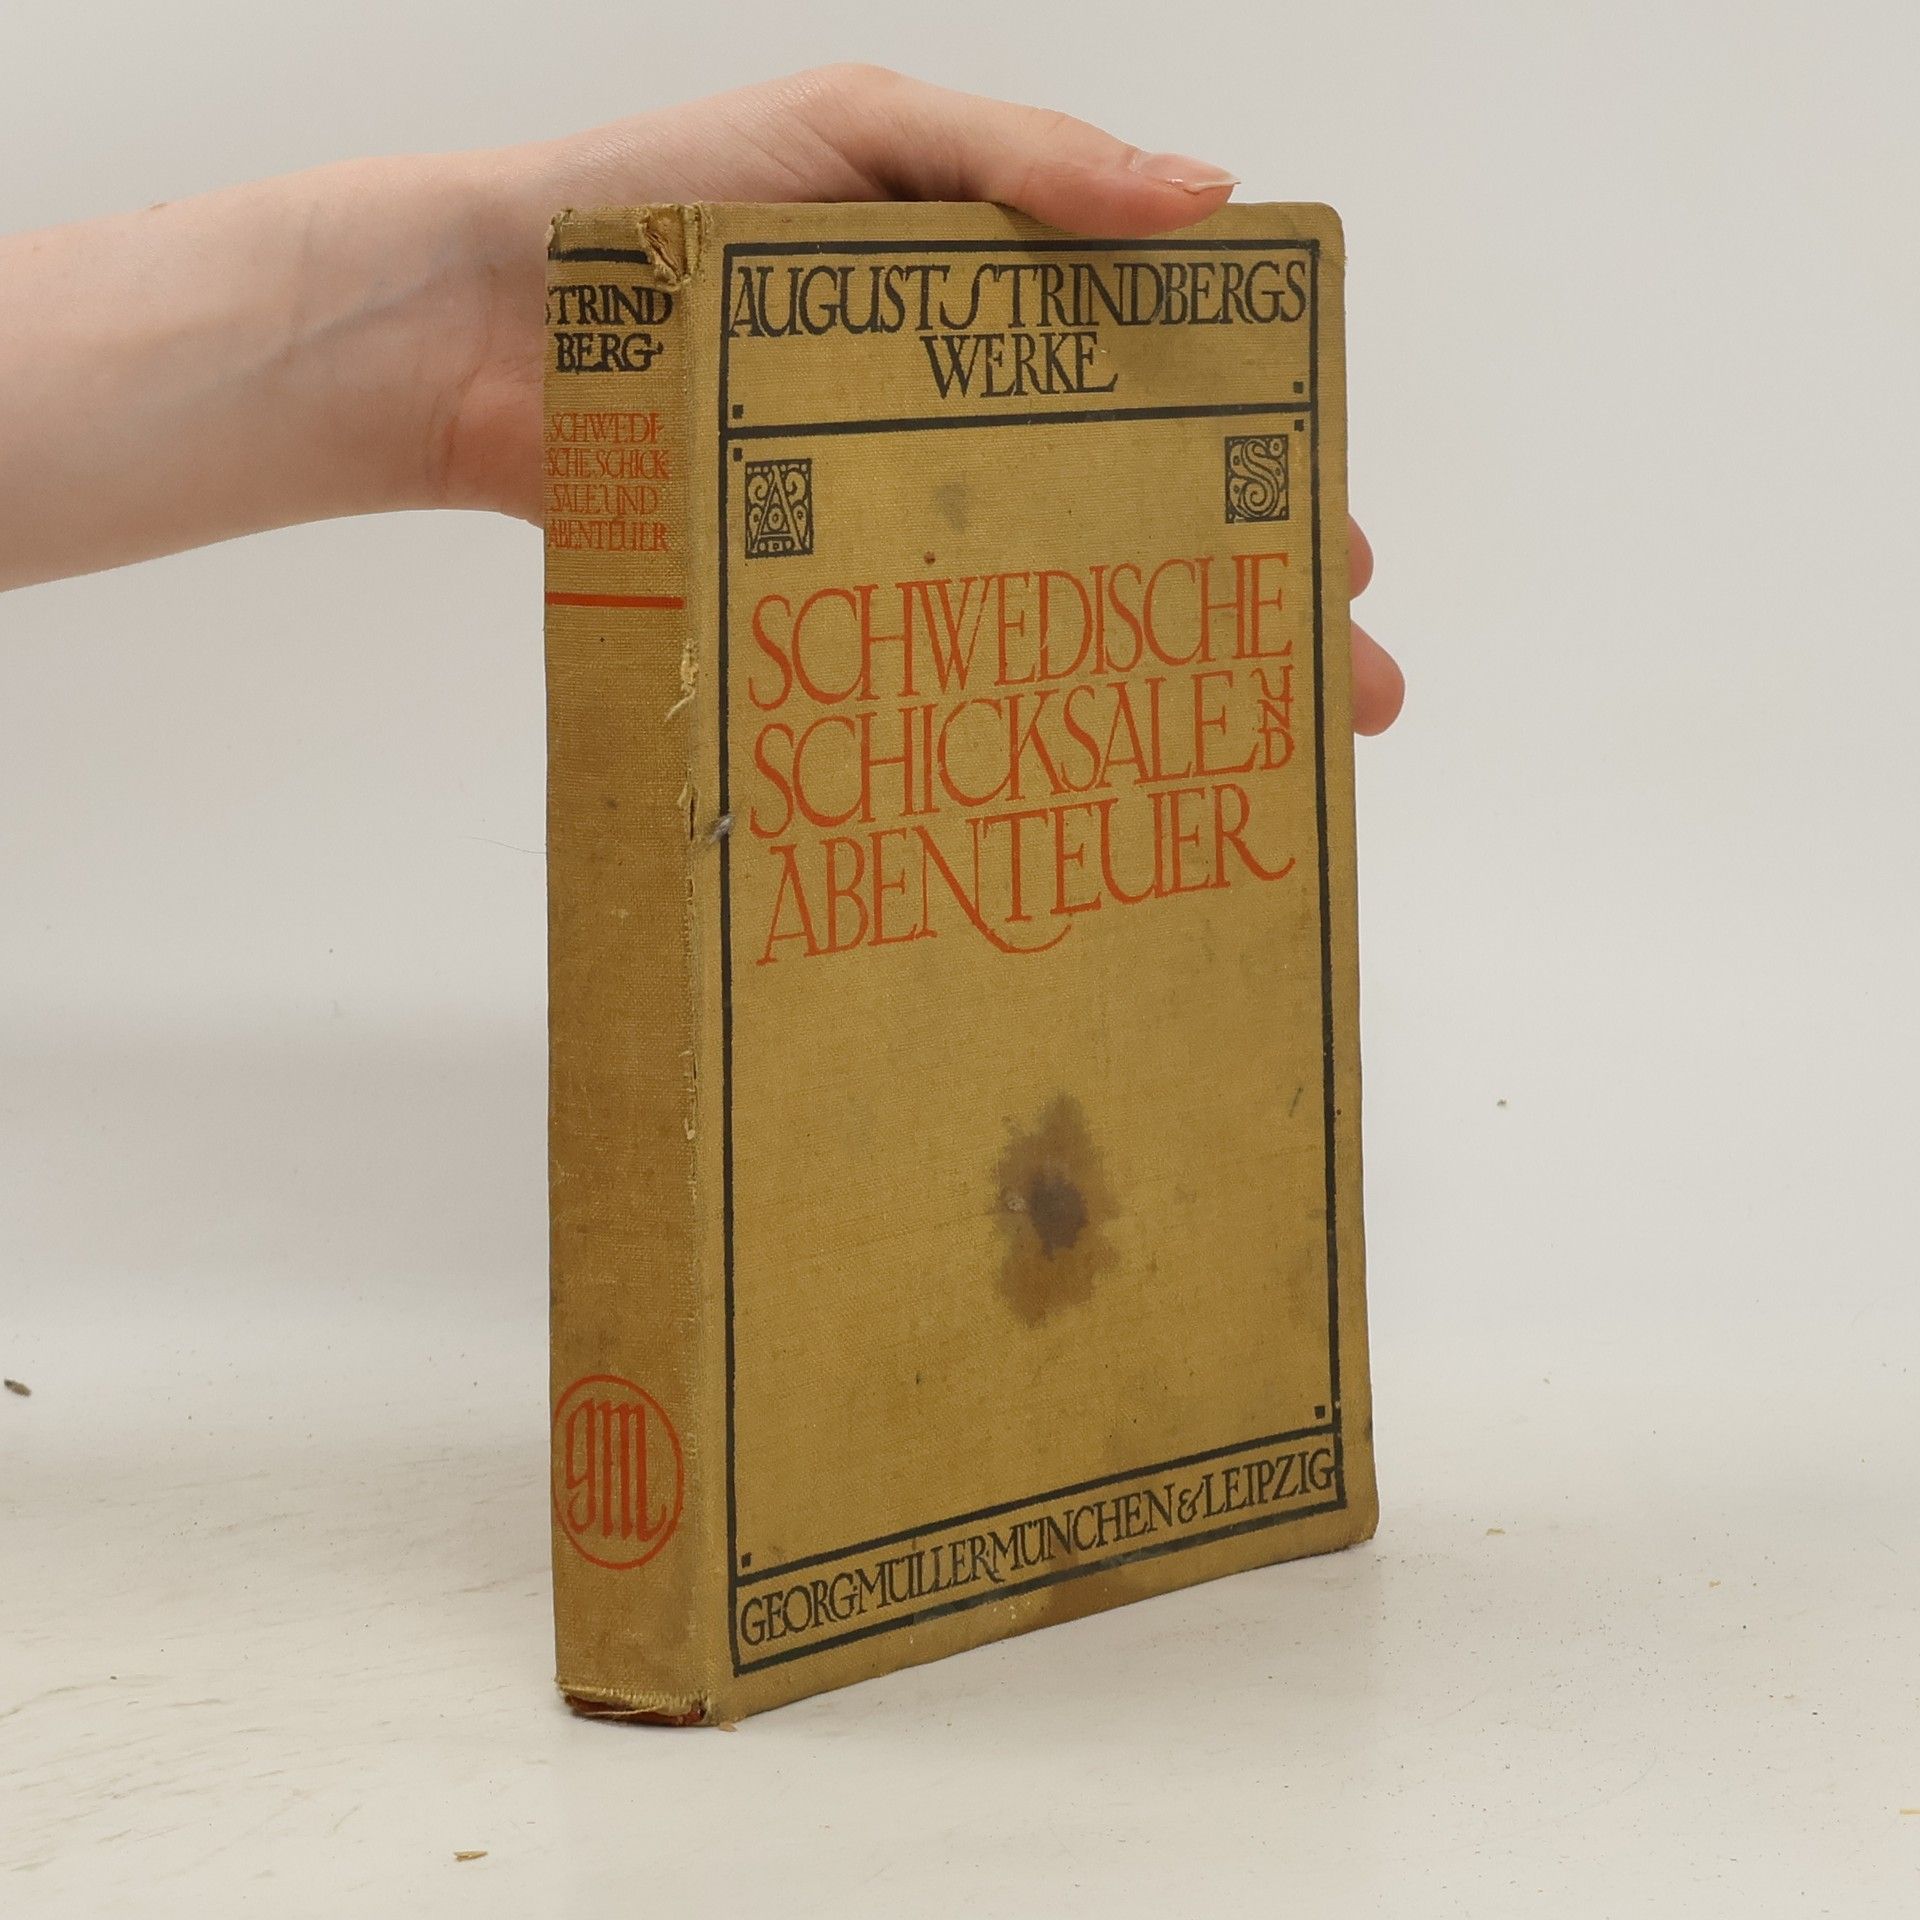 STRIND
BERG
SCHWEDI-
SCHE SCHICK
SALE UND
ABENTEUER
gm
AUGUST STRINDBERGS
WERKE
A S
SCHWEDISCHE
SCHICKSALE UND
ABENTEUER
GEORG·MÜLLER·MÜNCHEN & LEIPZIG